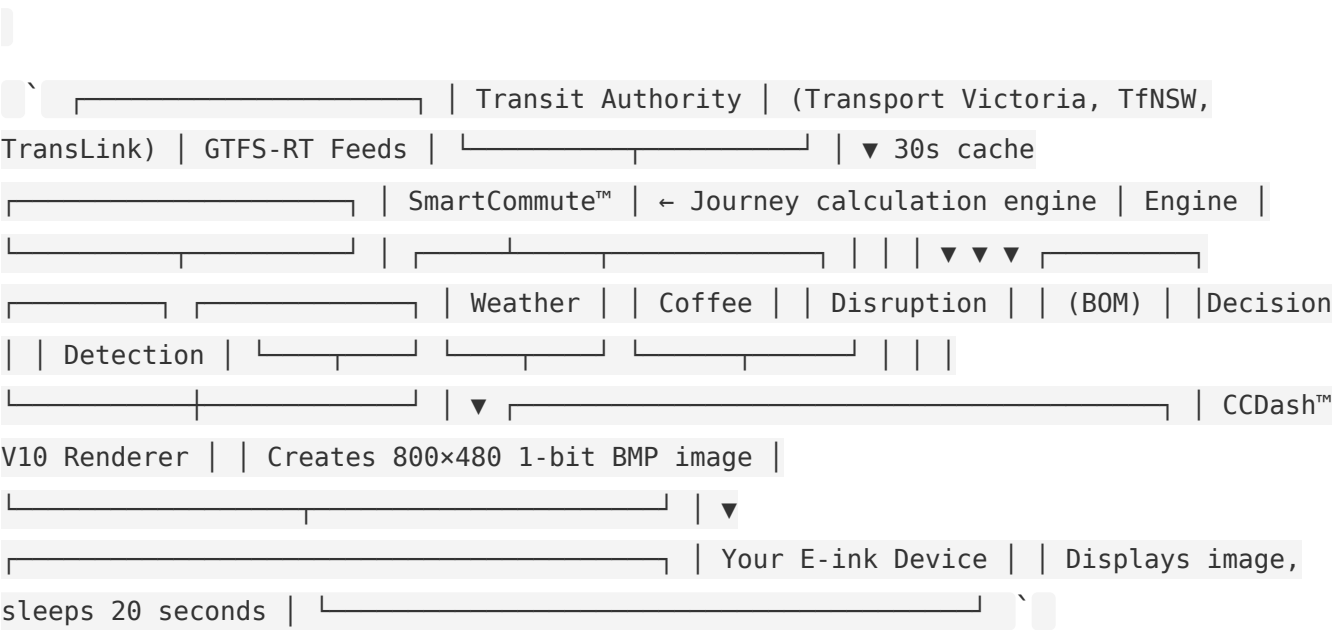 ` ┌──────────────────────┐ │ Transit Authority │ (Transport Victoria, TfNSW,
TransLink) │ GTFS-RT Feeds │ └───────────┬───────────┘ │ ▼ 30s cache
┌──────────────────────┐ │ SmartCommute™ │ ← Journey calculation engine │ Engine │
└───────────┬──────────┘ │ ┌──────┴─────┬─────────────┐ │ │ │ ▼ ▼ ▼ ┌─────────┐
┌─────────┐ ┌─────────────┐ │ Weather │ │ Coffee │ │ Disruption │ │ (BOM) │ │Decision
│ │ Detection │ └────┬────┘ └────┬────┘ └──────┬──────┘ │ │ │
└───────────┼─────────────┘ │ ▼ ┌─────────────────────────────────────────┐ │ CCDash™
V10 Renderer │ │ Creates 800×480 1-bit BMP image │
└──────────────────┬──────────────────────┘ │ ▼
┌─────────────────────────────────────────┐ │ Your E-ink Device │ │ Displays image,
sleeps 20 seconds │ └─────────────────────────────────────────┘ `